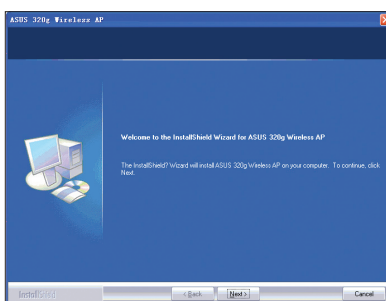 ASUS 320g Wireless AP
Welcome to the InstallShield Wizard for ASUS 320g Wireless AP
The InstallShield? Wizard will install ASUS 320g Wireless AP on your computer. To continue, click
Next.
InstallShield
< Back
Next >
Cancel